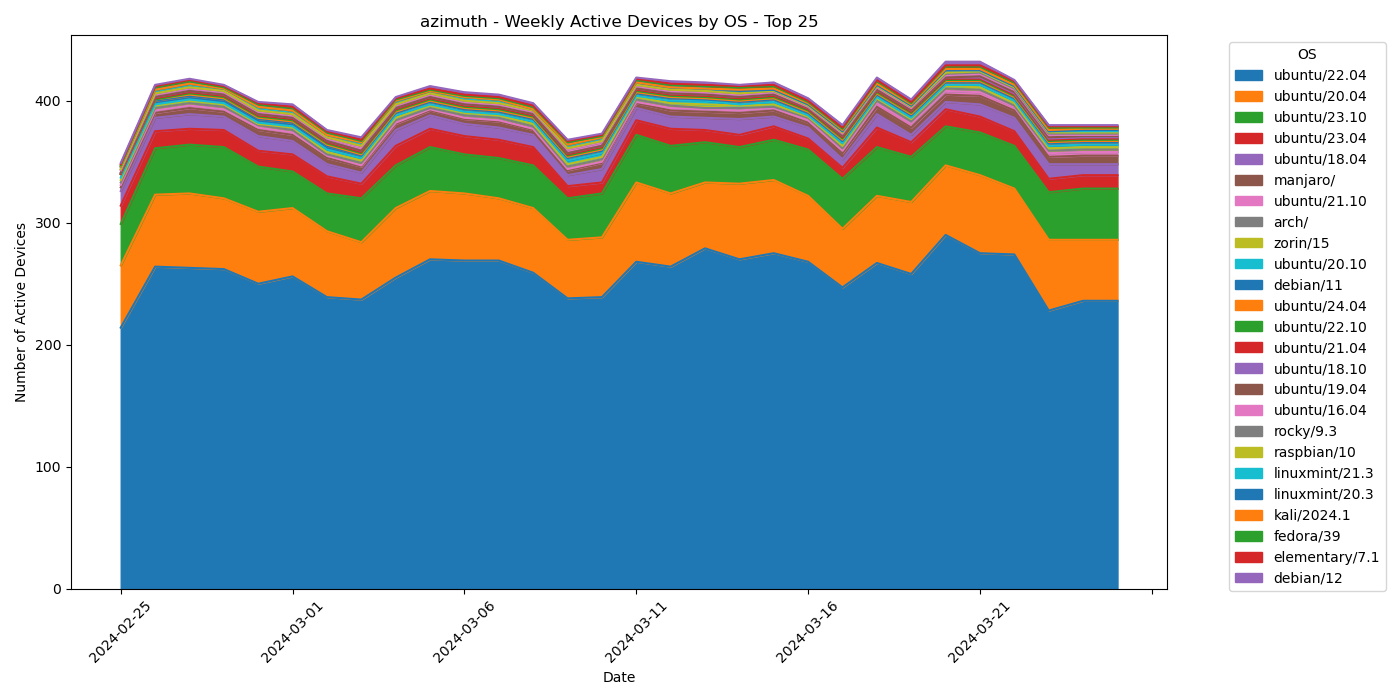 azimuth - Weekly Active Devices by OS - Top 25
Number of Active Devices
400
300
200
100
0
2024-02-25
2024-03-01
2024-03-06
2024-03-11
2024-03-16
2024-03-21
Date
OS
ubuntu/22.04
ubuntu/20.04
ubuntu/23.10
ubuntu/23.04
ubuntu/18.04
manjaro/
ubuntu/21.10
arch/
zorin/15
ubuntu/20.10
debian/11
ubuntu/24.04
ubuntu/22.10
ubuntu/21.04
ubuntu/18.10
ubuntu/19.04
ubuntu/16.04
rocky/9.3
raspbian/10
linuxmint/21.3
linuxmint/20.3
kali/2024.1
fedora/39
elementary/7.1
debian/12